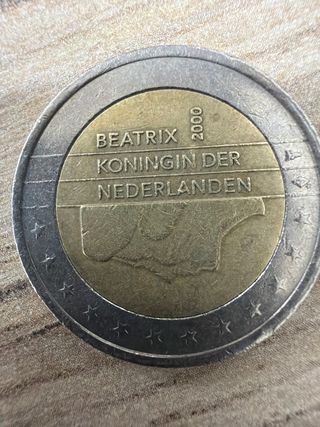 BEATRIX
2000
KONINGIN DER
NEDERLANDEN